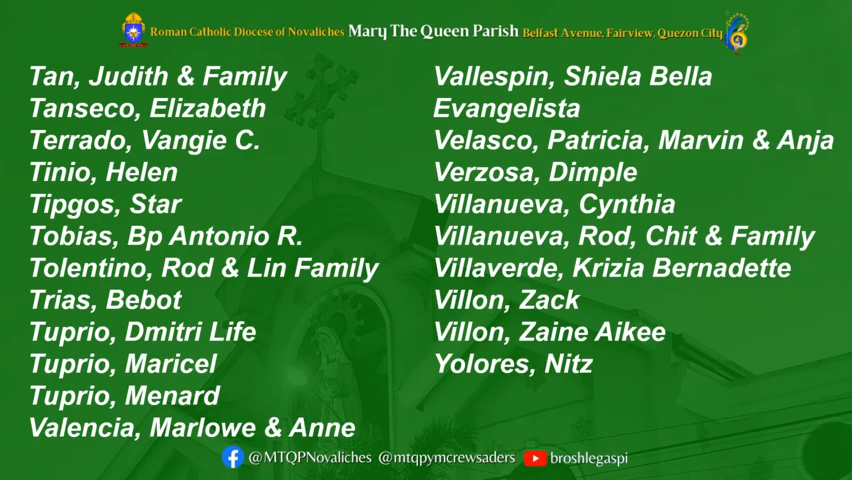 Roman Catholic Diocese of Novaliches Mary The Queen Parish Belfast Avenue, Fairview, Quezon City
Tan, Judith & Family
Tanseco, Elizabeth
Terrado, Vangie C.
Tinio, Helen
Tipgos, Star
Tobias, Bp Antonio R.
Tolentino, Rod & Lin Family
Trias, Bebot
Tuprio, Dmitri Life
Tuprio, Maricel
Tuprio, Menard
Valencia, Marlowe & Anne
Vallespin, Shiela Bella
Evangelista
Velasco, Patricia, Marvin & Anja
Verzosa, Dimple
Villanueva, Cynthia
Villanueva, Rod, Chit & Family
Villaverde, Krizia Bernadette
Villon, Zack
Villon, Zaine Aikee
Yolores, Nitz
@MTQPNovaliches @mtqpymcrewsaders broshlegaspi